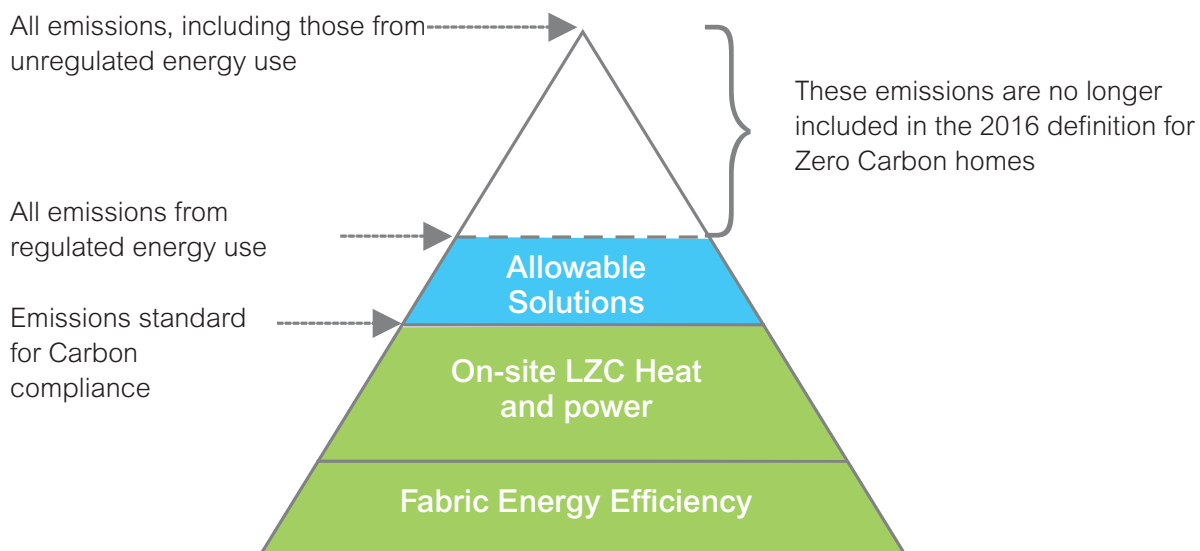 All emissions, including those from
unregulated energy use
These emissions are no longer
included in the 2016 definition for
Zero Carbon homes
All emissions from
regulated energy use
Allowable
Solutions
Emissions standard
for Carbon
compliance
On-site LZC Heat
and power
Fabric Energy Efficiency